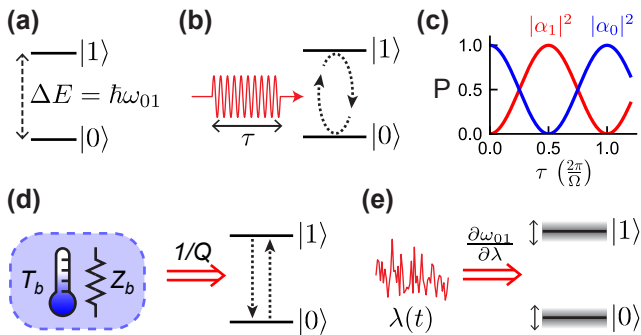 (a)
|1⟩
ΔE = ħω₀₁
|0⟩
(b)
|1⟩
τ
|0⟩
(c)
|α₁|² |α₀|²
P
1.0
0.5
0.0
0.0 0.5 1.0
τ (2π/Ω)
(d)
T_b Z_b
1/Q
|1⟩
|0⟩
(e)
λ(t)
∂ω₀₁/∂λ
|1⟩
|0⟩